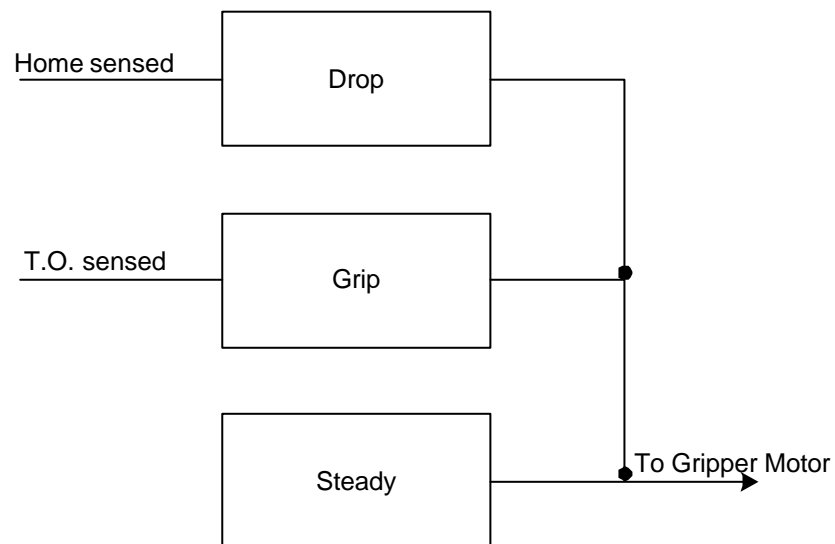 Home sensed
Drop
T.O. sensed
Grip
To Gripper Motor
Steady